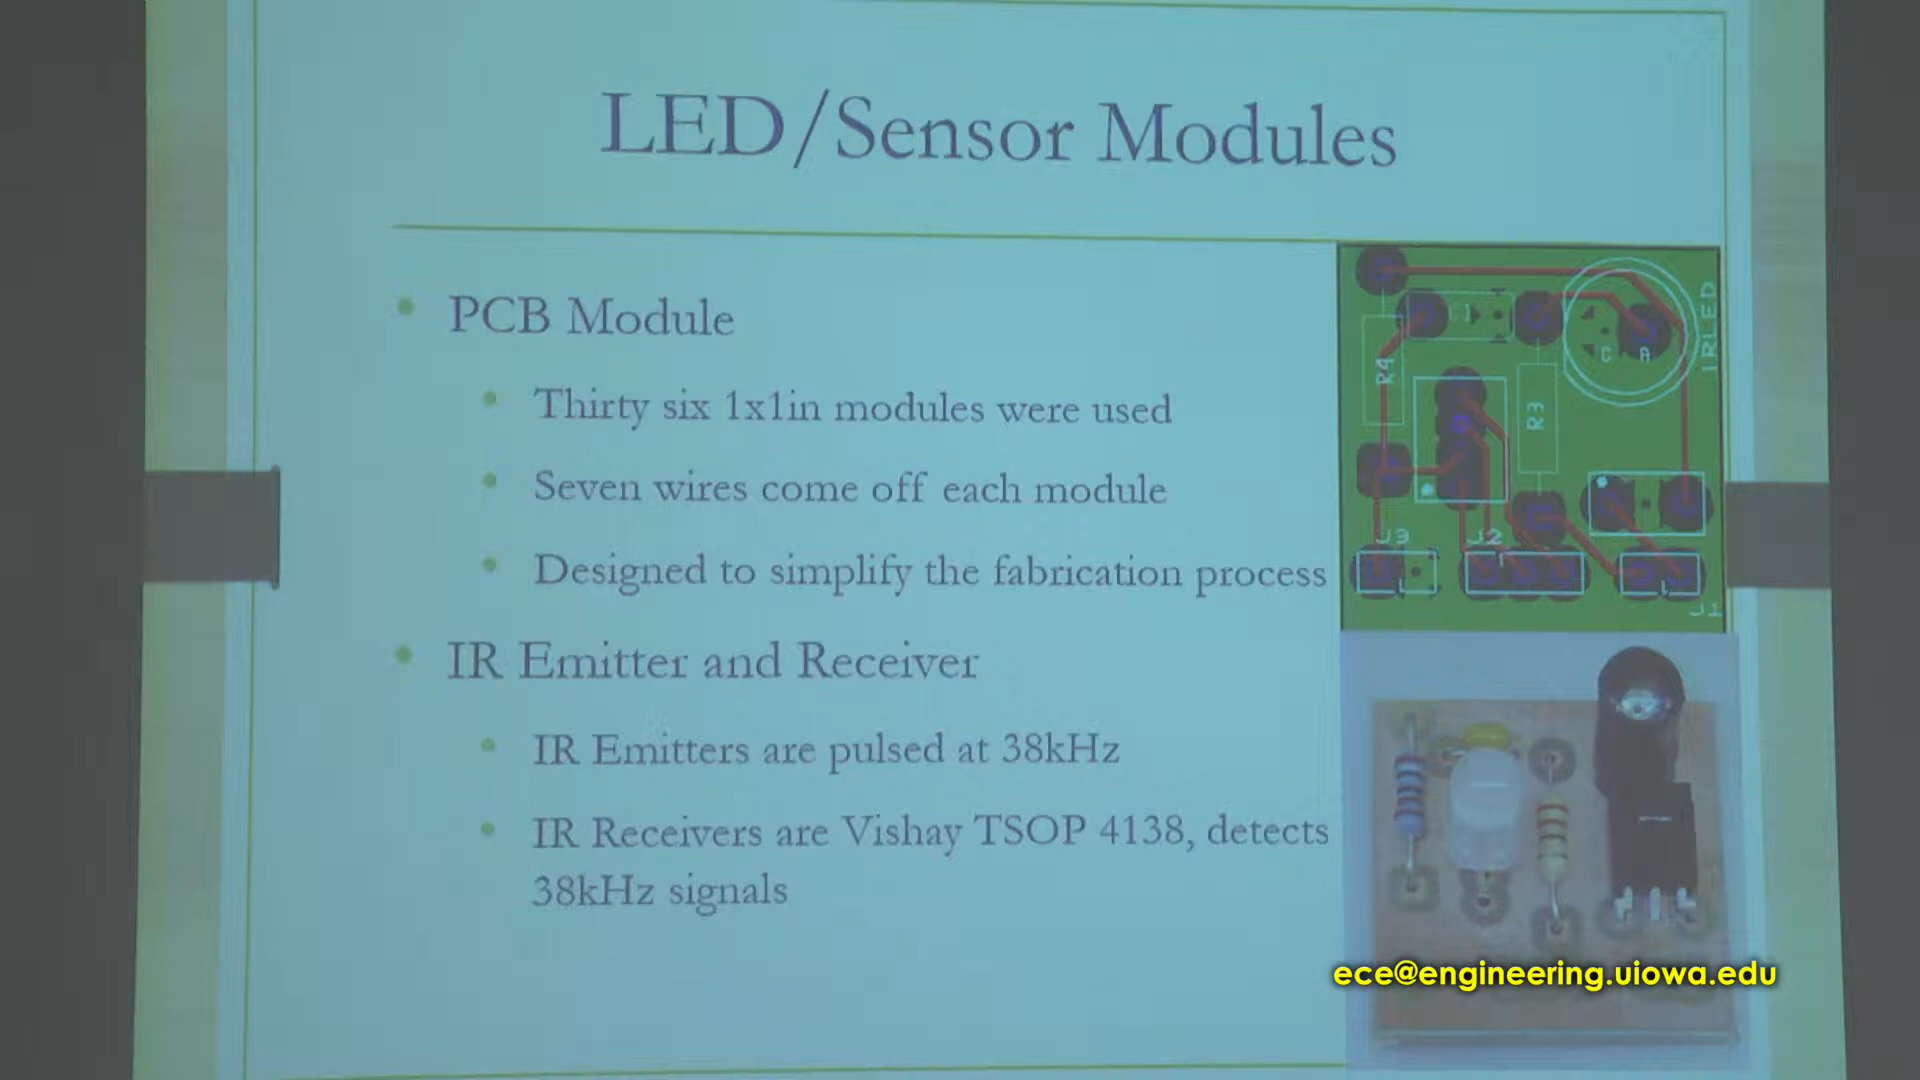 LED/Sensor Modules
PCB Module
Thirty six 1x1in modules were used
Seven wires come off each module
Designed to simplify the fabrication process
IR Emitter and Receiver
IR Emitters are pulsed at 38kHz
IR Receivers are Vishay TSOP 4138, detects
38kHz signals
C1
IRLED
C A
R4
R3
J3
J2
J1
ece@engineering.uiowa.edu